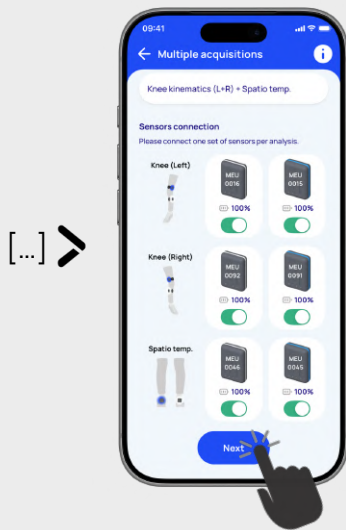 09:41
Multiple acquisitions
i
Knee kinematics (L+R) + Spatio temp.
Sensors connection
Please connect one set of sensors per analysis.
Knee (Left)
MEU
0016
MEU
0015
100%
100%
[...]
Knee (Right)
MEU
0092
MEU
0091
100%
100%
Spatio temp.
MEU
0046
MEU
0045
100%
100%
Next